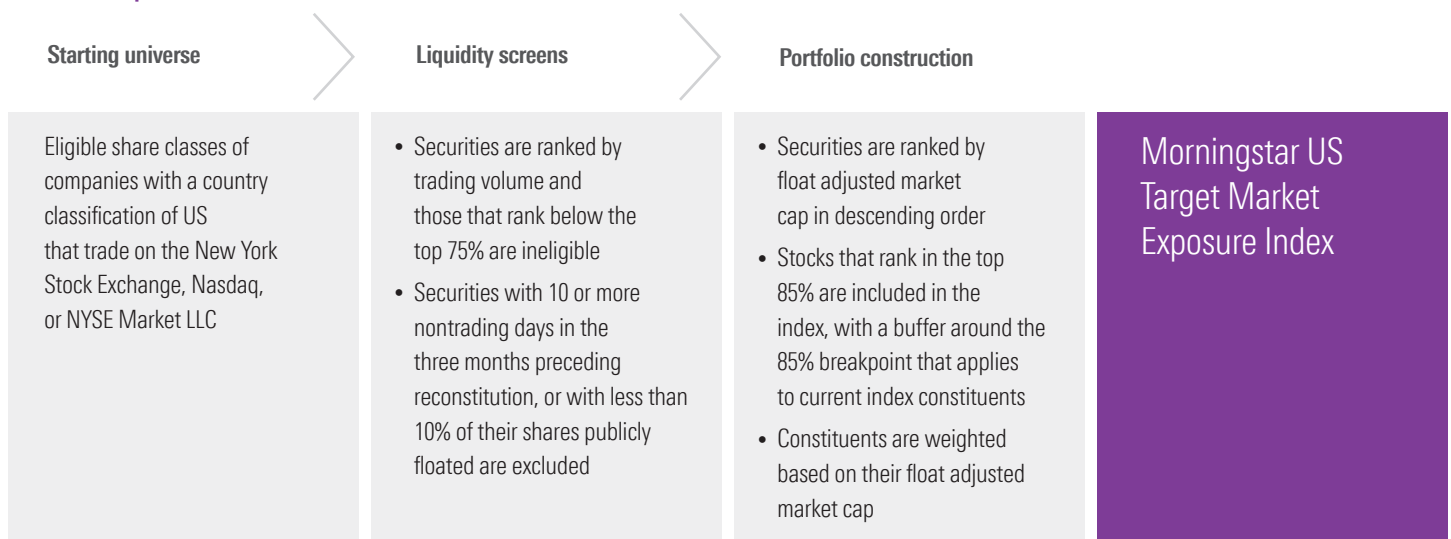 Starting universe
Liquidity screens
Portfolio construction
Eligible share classes of
companies with a country
classification of US
that trade on the New York
Stock Exchange, Nasdaq,
or NYSE Market LLC
• Securities are ranked by
trading volume and
those that rank below the
top 75% are ineligible
• Securities with 10 or more
nontrading days in the
three months preceding
reconstitution, or with less than
10% of their shares publicly
floated are excluded
• Securities are ranked by
float adjusted market
cap in descending order
• Stocks that rank in the top
85% are included in the
index, with a buffer around the
85% breakpoint that applies
to current index constituents
• Constituents are weighted
based on their float adjusted
market cap
Morningstar US
Target Market
Exposure Index